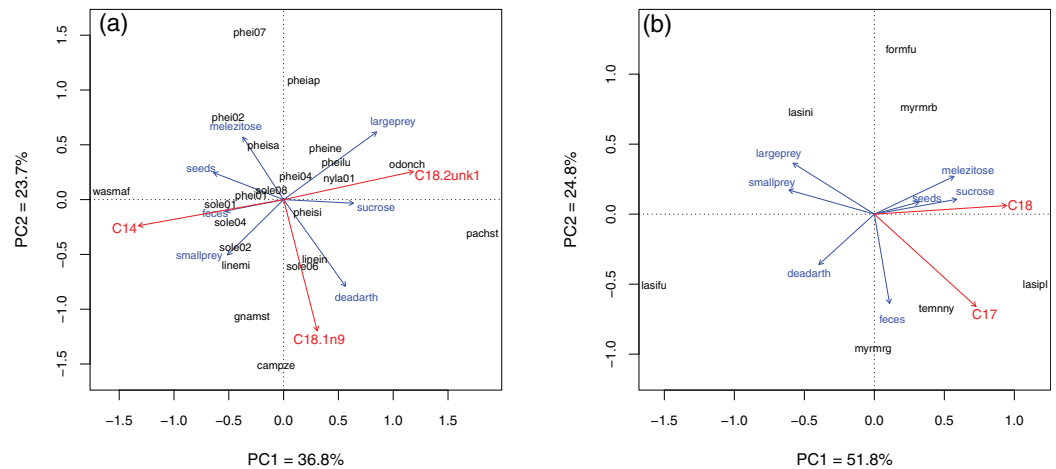 (a)
PC2 = 23.7%
1.5
1.0
0.5
0.0
−0.5
−1.0
−1.5
phei07
pheiap
phei02
melezitose
largeprey
pheisa
pheine
pheilu
odonch
seeds
phei04
nyla01
C18.2unk1
wasmaf
sole08
phei01
sole01
feces
pheisi
sucrose
C14
sole04
pachst
sole02
smallprey
linemi
linein
sole06
deadarth
gnamst
C18.1n9
campze
−1.5
−1.0
−0.5
0.0
0.5
1.0
1.5
PC1 = 36.8%
(b)
PC2 = 24.8%
1.0
0.5
0.0
−0.5
−1.0
formfu
lasini
myrmrb
largeprey
smallprey
melezitose
sucrose
seeds
C18
deadarth
lasifu
lasipl
feces
temnny
C17
myrmrg
−1.5
−1.0
−0.5
0.0
0.5
1.0
PC1 = 51.8%